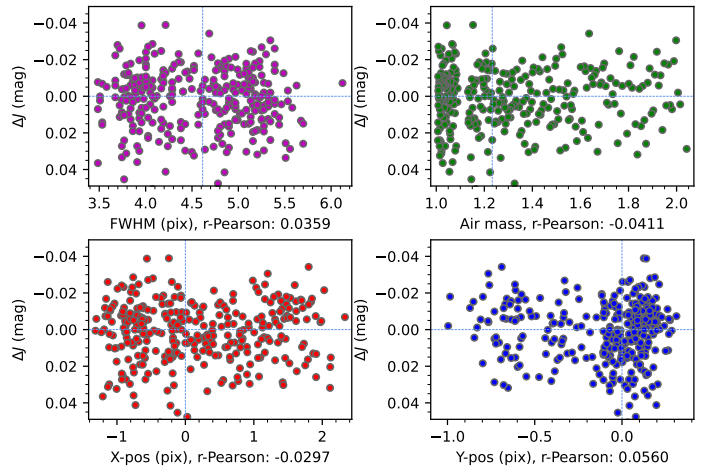 −0.04
−0.02
0.00
0.02
0.04
ΔJ (mag)
3.5 4.0 4.5 5.0 5.5 6.0
FWHM (pix), r-Pearson: 0.0359
−0.04
−0.02
0.00
0.02
0.04
ΔJ (mag)
1.0 1.2 1.4 1.6 1.8 2.0
Air mass, r-Pearson: -0.0411
−0.04
−0.02
0.00
0.02
0.04
ΔJ (mag)
−1 0 1 2
X-pos (pix), r-Pearson: -0.0297
−0.04
−0.02
0.00
0.02
0.04
ΔJ (mag)
−1.0 −0.5 0.0
Y-pos (pix), r-Pearson: 0.0560